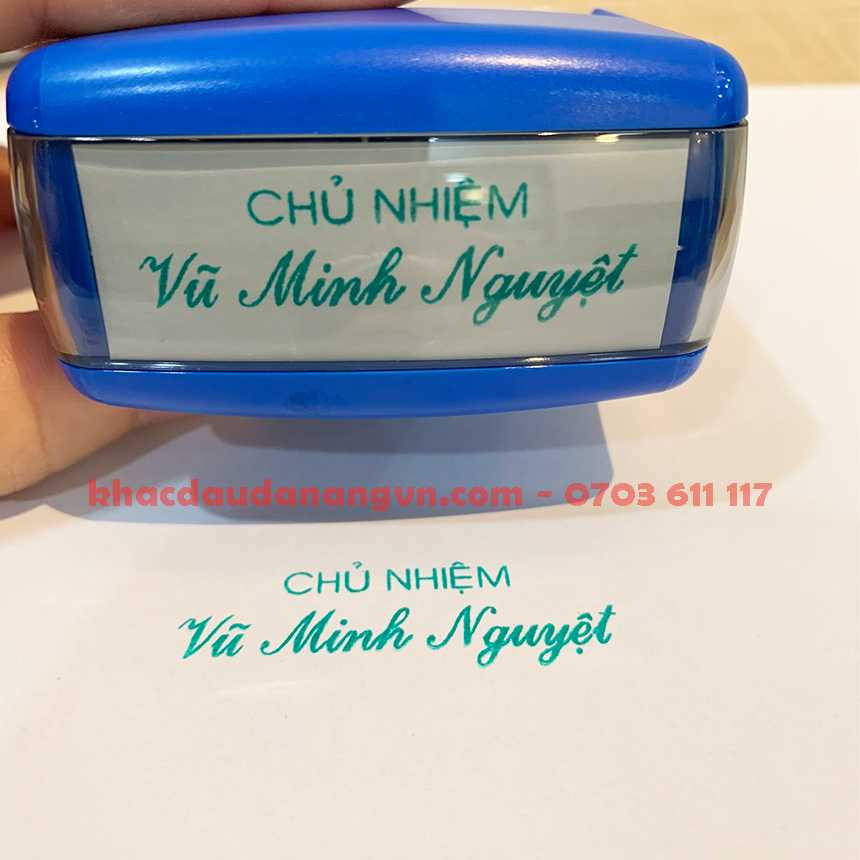 CHỦ NHIỆM
Vũ Minh Nguyệt
khacdaudanangvn.com - 0703 611 117
CHỦ NHIỆM
Vũ Minh Nguyệt